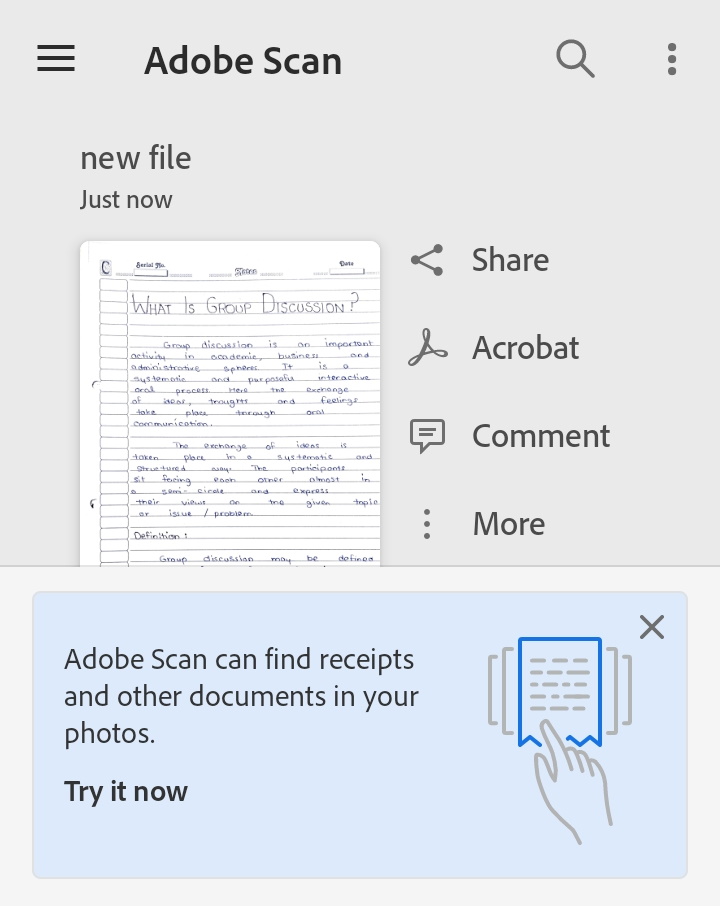 Adobe Scan
new file
Just now
C
Serial No.
Date
WHAT IS GROUP DISCUSSION?
Group discussion is an important
activity in academic, business and
administrative spheres. It is a
systematic and purposeful interactive
oral process. Here the exchange
of ideas, thoughts and feelings
take place through oral
communication.
The exchange of ideas is
taken place in a systematic and
structured way. The participants
sit facing each other almost in
a semi-circle and express
their views on the given topic
or issue / problem.
Definition :
Group discussion may be defined
Share
Acrobat
Comment
More
Adobe Scan can find receipts
and other documents in your
photos.
Try it now